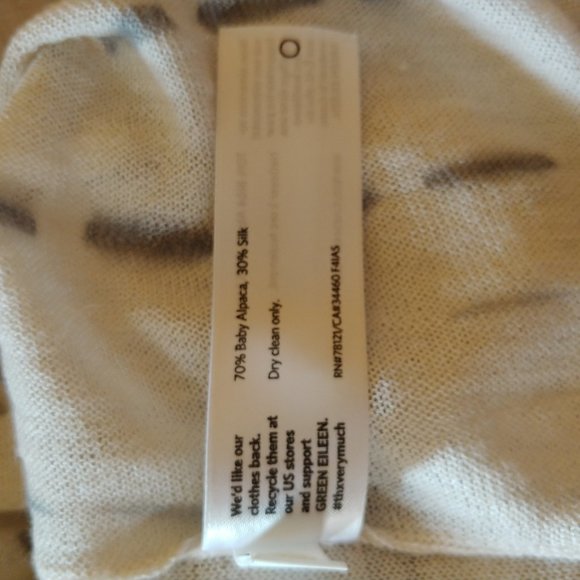 We'd like our
clothes back.
Recycle them at
our US stores
and support
GREEN EILEEN.
#thxverymuch
70% Baby Alpaca, 30% Silk
Dry clean only.
RN#78121/CA#34460 F4IAS